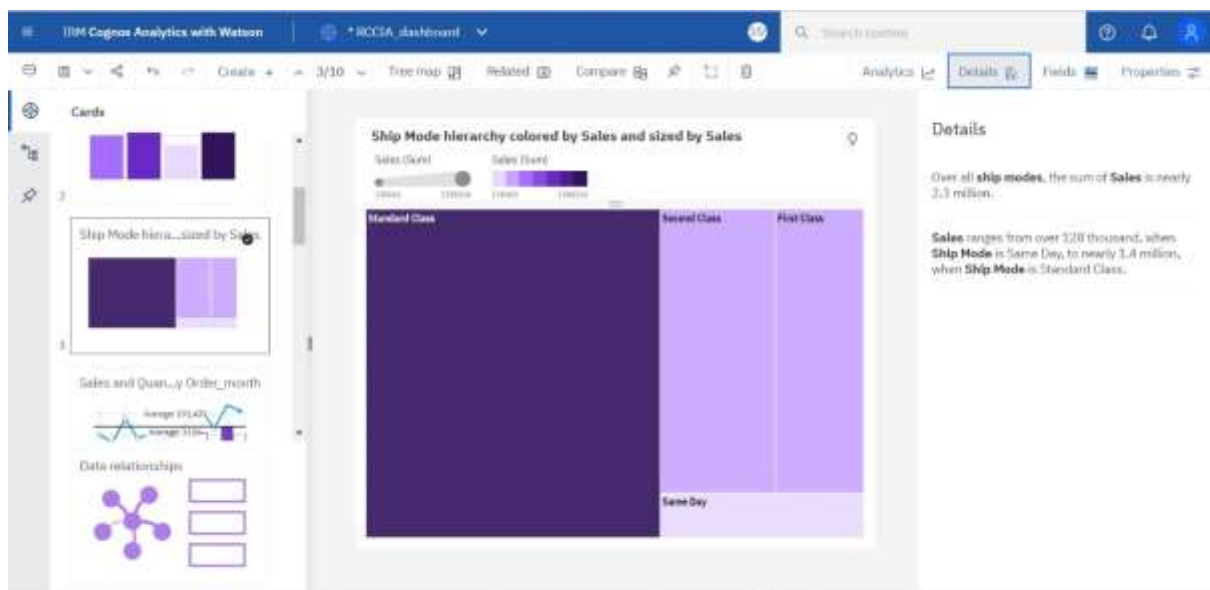 IBM Cognos Analytics with Watson
* RCCIA_dashboard
Search content
Create +
3/10
Tree map
Related
Compare
Analytics
Details
Fields
Properties
Cards
2
Ship Mode hiera...sized by Sales
3
Sales and Quan...y Order_month
Data relationships
Ship Mode hierarchy colored by Sales and sized by Sales
Sales (Sum)
Sales (Sum)
Standard Class
Second Class
First Class
Same Day
Details
Over all ship modes, the sum of Sales is nearly
2.3 million.
Sales ranges from over 128 thousand, when
Ship Mode is Same Day, to nearly 1.4 million,
when Ship Mode is Standard Class.